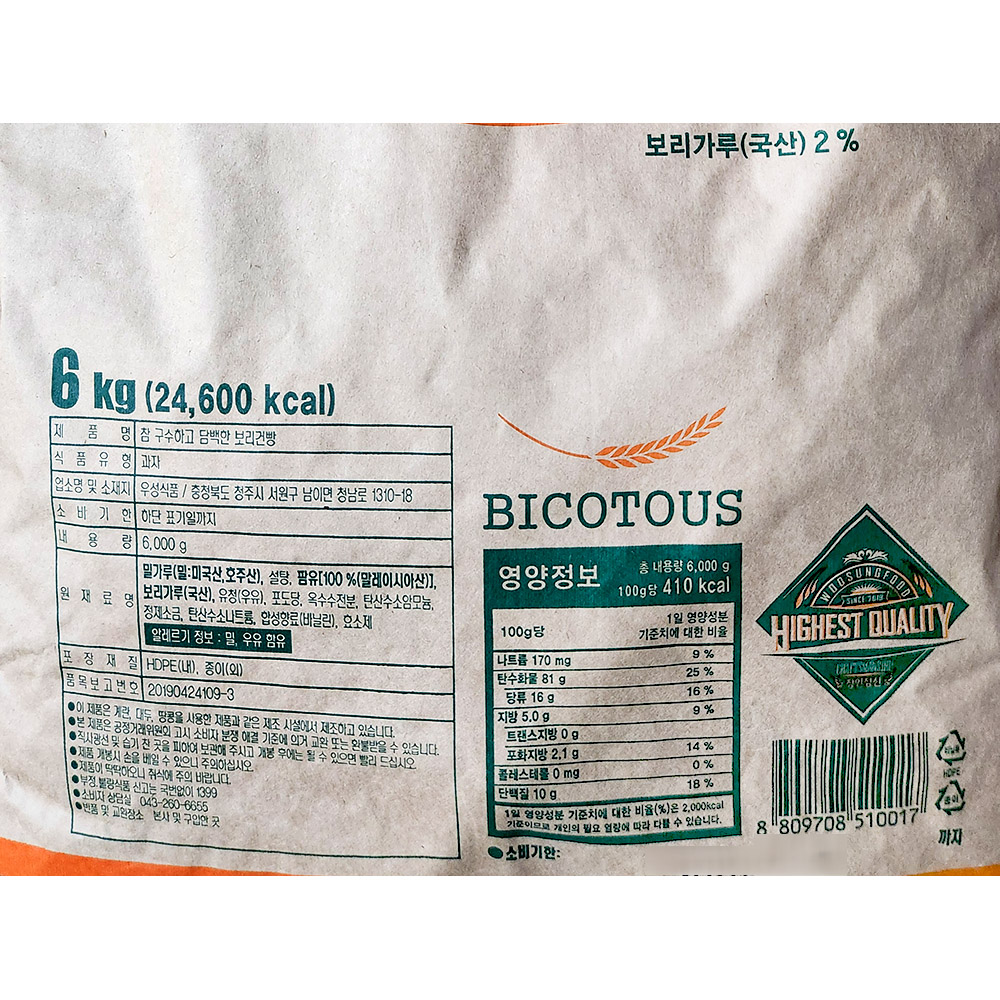 보리가루(국산) 2 %
6 kg (24,600 kcal)
제 품 명 참 구수하고 담백한 보리건빵
식 품 유 형 과자
업소명 및 소재지 우성식품 / 충청북도 청주시 서원구 남이면 청남로 1310-18
소 비 기 한 하단 표기일까지
내 용 량 6,000 g
원 재 료 명 밀가루(밀:미국산,호주산), 설탕, 팜유[100 %(말레이시아산)],
보리가루(국산), 유청(우유), 포도당, 옥수수전분, 탄산수소암모늄,
정제소금, 탄산수소나트륨, 합성향료(바닐린), 효소제
알레르기 정보 : 밀, 우유 함유
포 장 재 질 HDPE(내), 종이(외)
품목보고번호 20190424109-3
●이 제품은 계란, 대두, 땅콩을 사용한 제품과 같은 제조 시설에서 제조하고 있습니다.
●본 제품은 공정거래위원회 고시 소비자 분쟁 해결 기준에 의거 교환 또는 환불받을 수 있습니다.
●직사광선 및 습기 찬 곳을 피하여 보관해 주시고 개봉 후에는 될 수 있으면 빨리 드십시오
●제품 개봉시 손을 베일 수 있으니 주의하십시오
●제품이 딱딱하오니 취식에 주의 바랍니다.
●부정,불량식품 신고는 국번없이 1399
●소비자 상담실 043-260-6655
●반품 및 교환장소 본사 및 구입한 곳
BICOTOUS
영양정보 총 내용량 6,000 g
100g당 410 kcal
100g당 1일 영양성분
기준치에 대한 비율
나트륨 170 mg 9 %
탄수화물 81 g 25 %
당류 16 g 16 %
지방 5.0 g 9 %
트랜스지방 0 g
포화지방 2.1 g 14 %
콜레스테롤 0 mg 0 %
단백질 10 g 18 %
1일 영양성분 기준치에 대한 비율(%)은 2,000kcal
기준이므로 개인의 필요 열량에 따라 다를 수 있습니다.
●소비기한:
까지
WOOSUNGFOOD
HIGHEST QUALITY
장인정신
비닐류
HDPE
종이
8 809708 510017